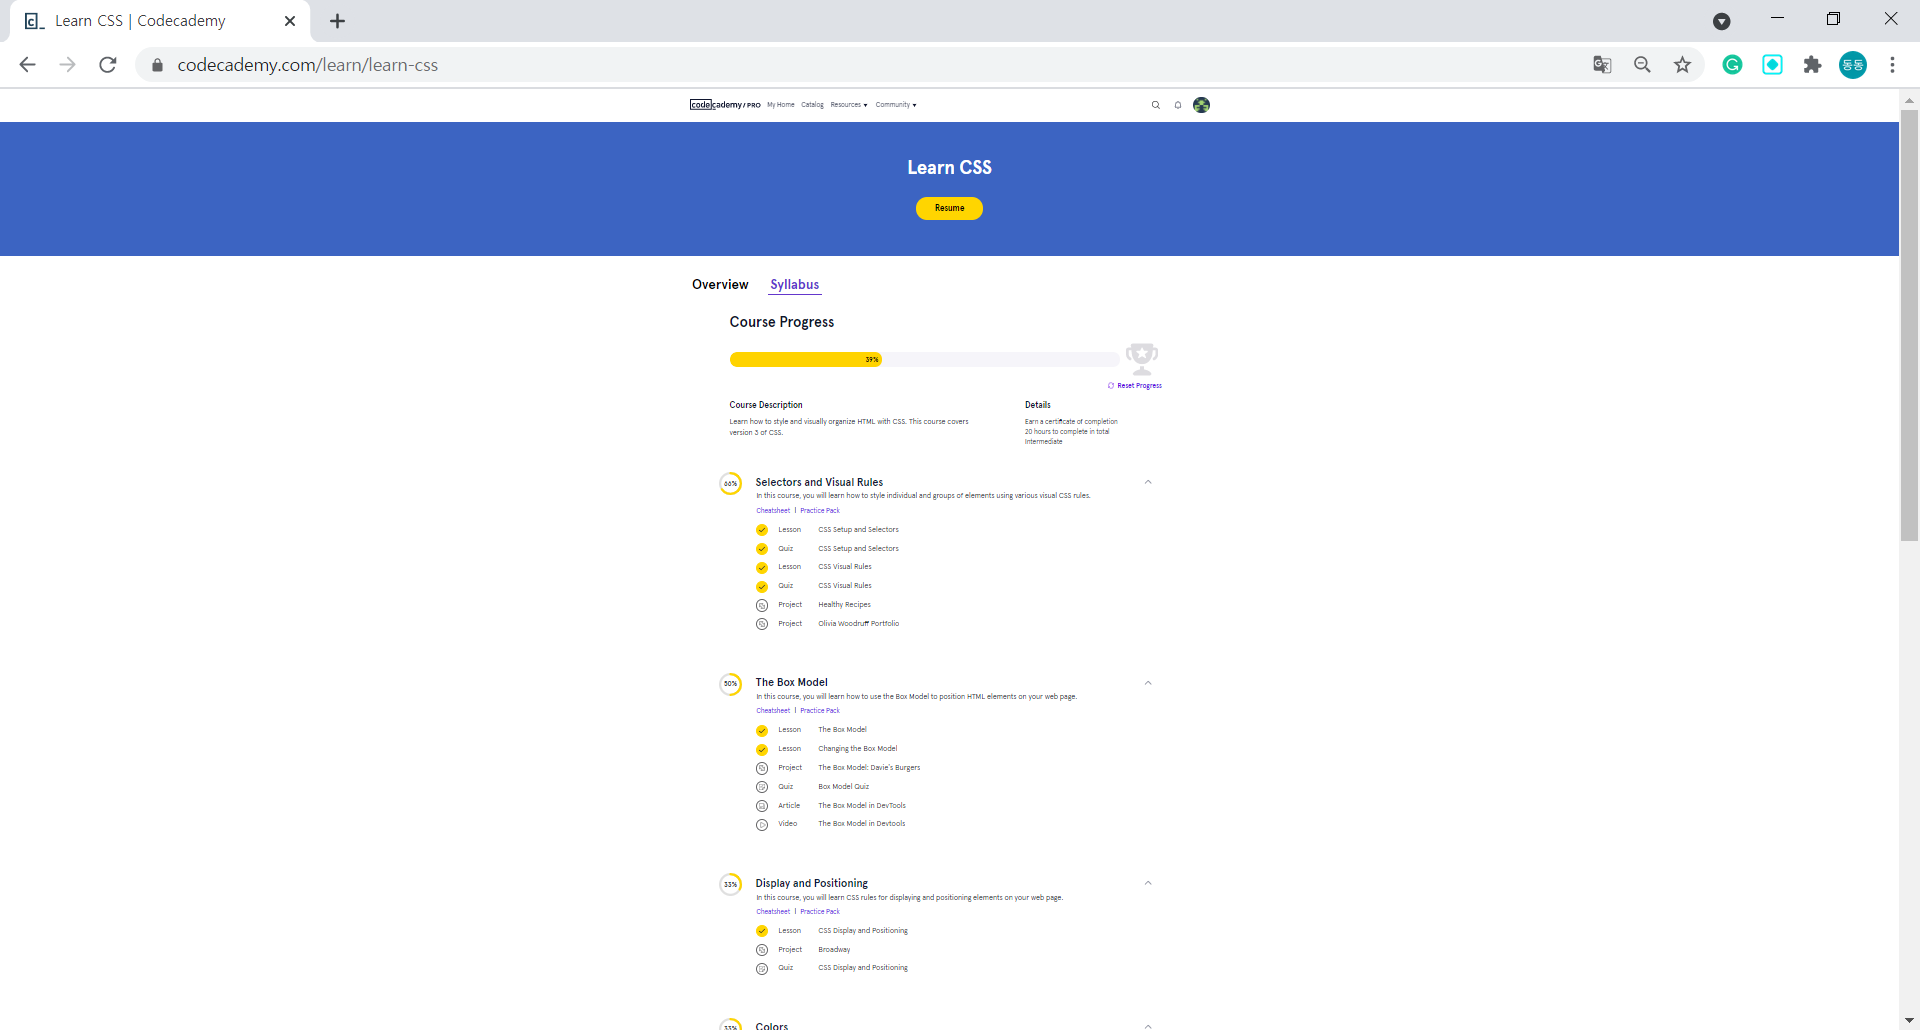 Learn CSS | Codecademy
codecademy.com/learn/learn-css
동동
codecademy/PRO My Home Catalog Resources Community
Learn CSS
Resume
Overview Syllabus
Course Progress
39%
Reset Progress
Course Description
Learn how to style and visually organize HTML with CSS. This course covers
version 3 of CSS.
Details
Earn a certificate of completion
20 hours to complete in total
Intermediate
66% Selectors and Visual Rules
In this course, you will learn how to style individual and groups of elements using various visual CSS rules.
Cheatsheet | Practice Pack
Lesson CSS Setup and Selectors
Quiz CSS Setup and Selectors
Lesson CSS Visual Rules
Quiz CSS Visual Rules
Project Healthy Recipes
Project Olivia Woodruff Portfolio
50% The Box Model
In this course, you will learn how to use the Box Model to position HTML elements on your web page.
Cheatsheet | Practice Pack
Lesson The Box Model
Lesson Changing the Box Model
Project The Box Model: Davie's Burgers
Quiz Box Model Quiz
Article The Box Model in DevTools
Video The Box Model in Devtools
33% Display and Positioning
In this course, you will learn CSS rules for displaying and positioning elements on your web page.
Cheatsheet | Practice Pack
Lesson CSS Display and Positioning
Project Broadway
Quiz CSS Display and Positioning
33% Colors